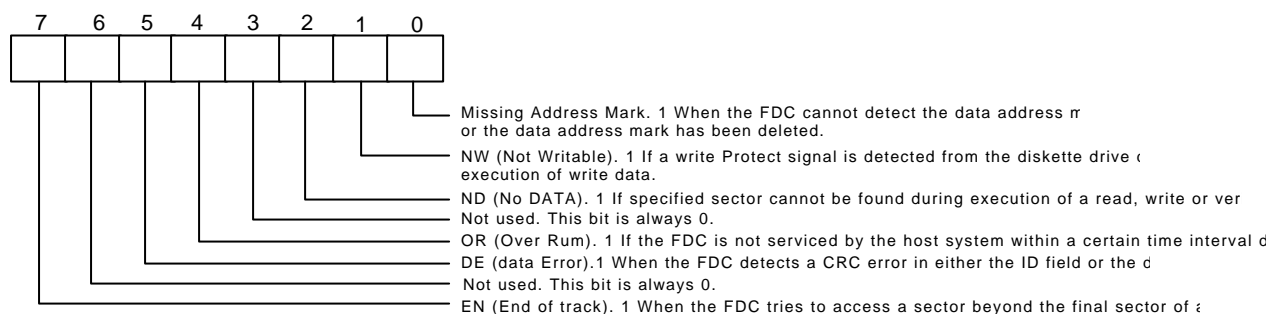 7 6 5 4 3 2 1 0
Missing Address Mark. 1 When the FDC cannot detect the data address
or the data address mark has been deleted.
NW (Not Writable). 1 If a write Protect signal is detected from the diskette drive
execution of write data.
ND (No DATA). 1 If specified sector cannot be found during execution of a read, write or ver
Not used. This bit is always 0.
OR (Over Rum). 1 If the FDC is not serviced by the host system within a certain time interval
DE (data Error).1 When the FDC detects a CRC error in either the ID field or the
Not used. This bit is always 0.
EN (End of track). 1 When the FDC tries to access a sector beyond the final sector of